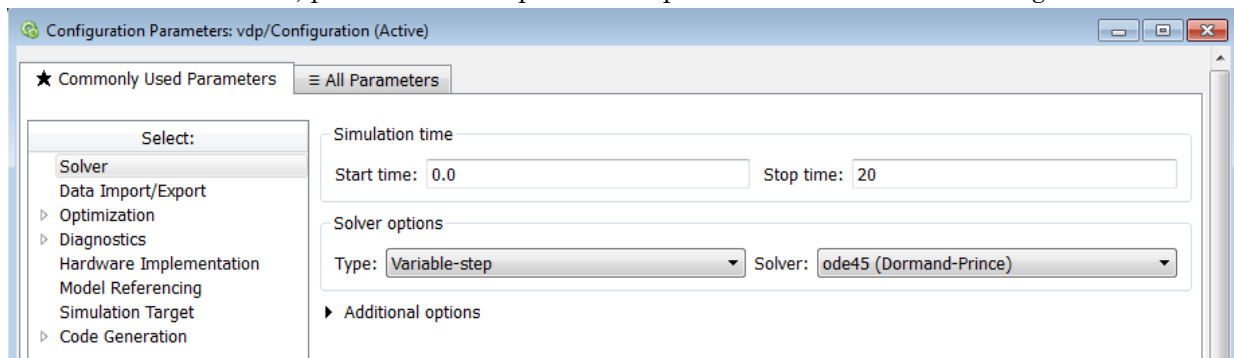 Configuration Parameters: vdp/Configuration (Active)
★ Commonly Used Parameters
≡ All Parameters
Select:
Solver
Data Import/Export
Optimization
Diagnostics
Hardware Implementation
Model Referencing
Simulation Target
Code Generation
Simulation time
Start time: 0.0 Stop time: 20
Solver options
Type: Variable-step Solver: ode45 (Dormand-Prince)
Additional options